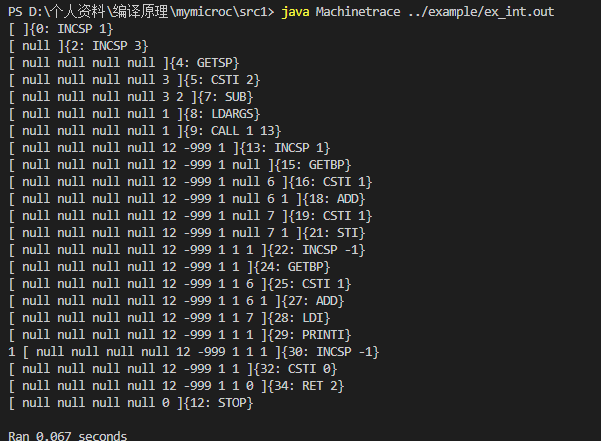 PS D:\个人资料\编译原理\mymicroc\src1> java Machinetrace ../example/ex_int.out
[ ]{0: INCSP 1}
[ null ]{2: INCSP 3}
[ null null null null ]{4: GETSP}
[ null null null null 3 ]{5: CSTI 2}
[ null null null null 3 2 ]{7: SUB}
[ null null null null 1 ]{8: LDARGS}
[ null null null null 1 ]{9: CALL 1 13}
[ null null null null 12 -999 1 ]{13: INCSP 1}
[ null null null null 12 -999 1 null ]{15: GETBP}
[ null null null null 12 -999 1 null 6 ]{16: CSTI 1}
[ null null null null 12 -999 1 null 6 1 ]{18: ADD}
[ null null null null 12 -999 1 null 7 ]{19: CSTI 1}
[ null null null null 12 -999 1 null 7 1 ]{21: STI}
[ null null null null 12 -999 1 1 1 ]{22: INCSP -1}
[ null null null null 12 -999 1 1 ]{24: GETBP}
[ null null null null 12 -999 1 1 6 ]{25: CSTI 1}
[ null null null null 12 -999 1 1 6 1 ]{27: ADD}
[ null null null null 12 -999 1 1 7 ]{28: LDI}
[ null null null null 12 -999 1 1 1 ]{29: PRINTI}
1 [ null null null null 12 -999 1 1 1 ]{30: INCSP -1}
[ null null null null 12 -999 1 1 ]{32: CSTI 0}
[ null null null null 12 -999 1 1 0 ]{34: RET 2}
[ null null null null 0 ]{12: STOP}
Ran 0.067 seconds